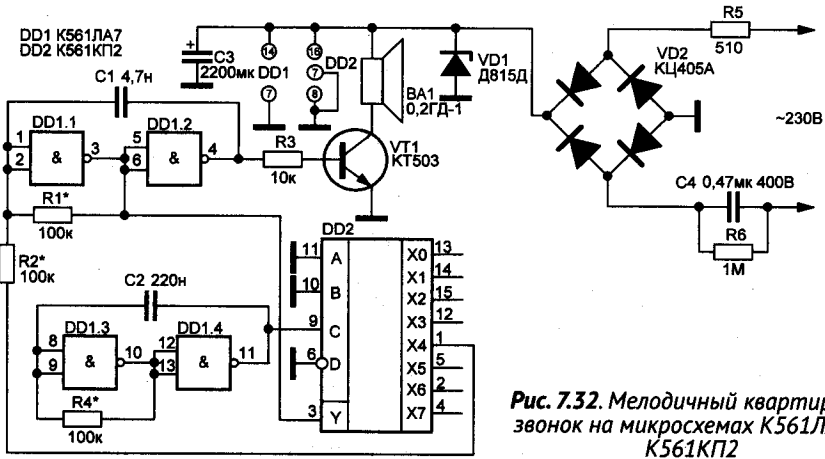 DD1 К561ЛА7
DD2 К561КП2
C1 4,7н
C3
2200мк
14
DD1
7
16
7
8
DD2
BA1
0,2ГД-1
VD1
Д815Д
VD2
КЦ405А
R5
510
~230В
C4 0,47мк 400В
R6
1М
DD1.1
1
2
&
3
DD1.2
5
6
&
4
R3
10к
VT1
КТ503
R1*
100к
R2*
100к
C2 220н
DD1.3
8
9
&
10
DD1.4
12
13
&
11
R4*
100к
DD2
11 A
10 B
9 C
6 D
3 Y
X0 13
X1 14
X2 15
X3 12
X4 1
X5 5
X6 2
X7 4
Рис. 7.32. Мелодичный
звонок на микросхемах
К561КП2